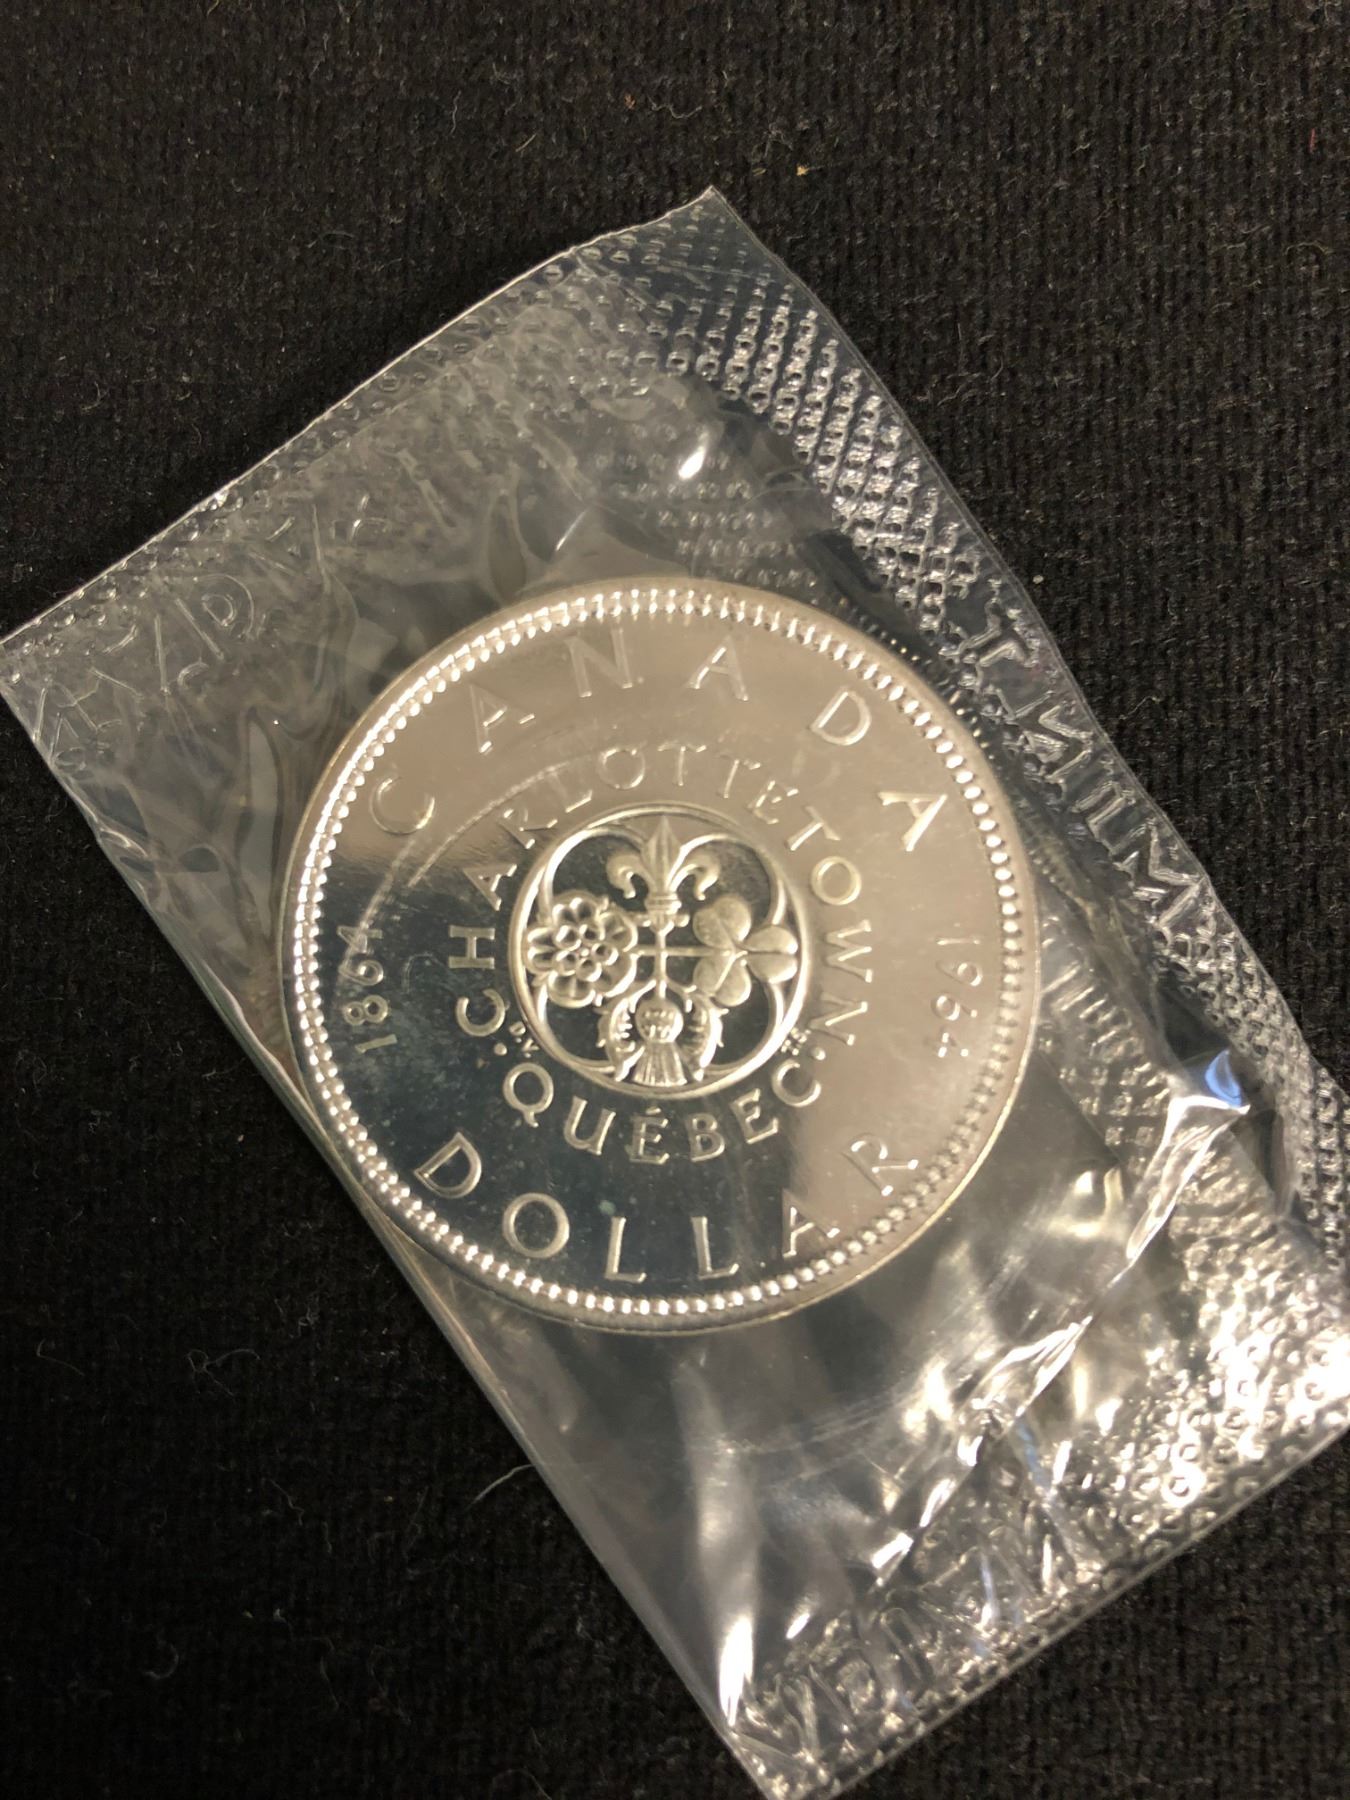 CANADA
1864
1964
CHARLOTTETOWN
• QUÉBEC •
DOLLAR